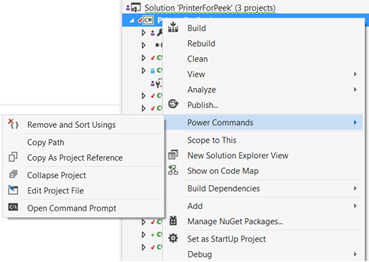 Solution 'PrinterForPeek' (3 projects)
Build
Rebuild
Clean
View
Analyze
Publish...
Power Commands
Scope to This
New Solution Explorer View
Show on Code Map
Build Dependencies
Add
Manage NuGet Packages...
Set as StartUp Project
Debug
Remove and Sort Usings
Copy Path
Copy As Project Reference
Collapse Project
Edit Project File
Open Command Prompt